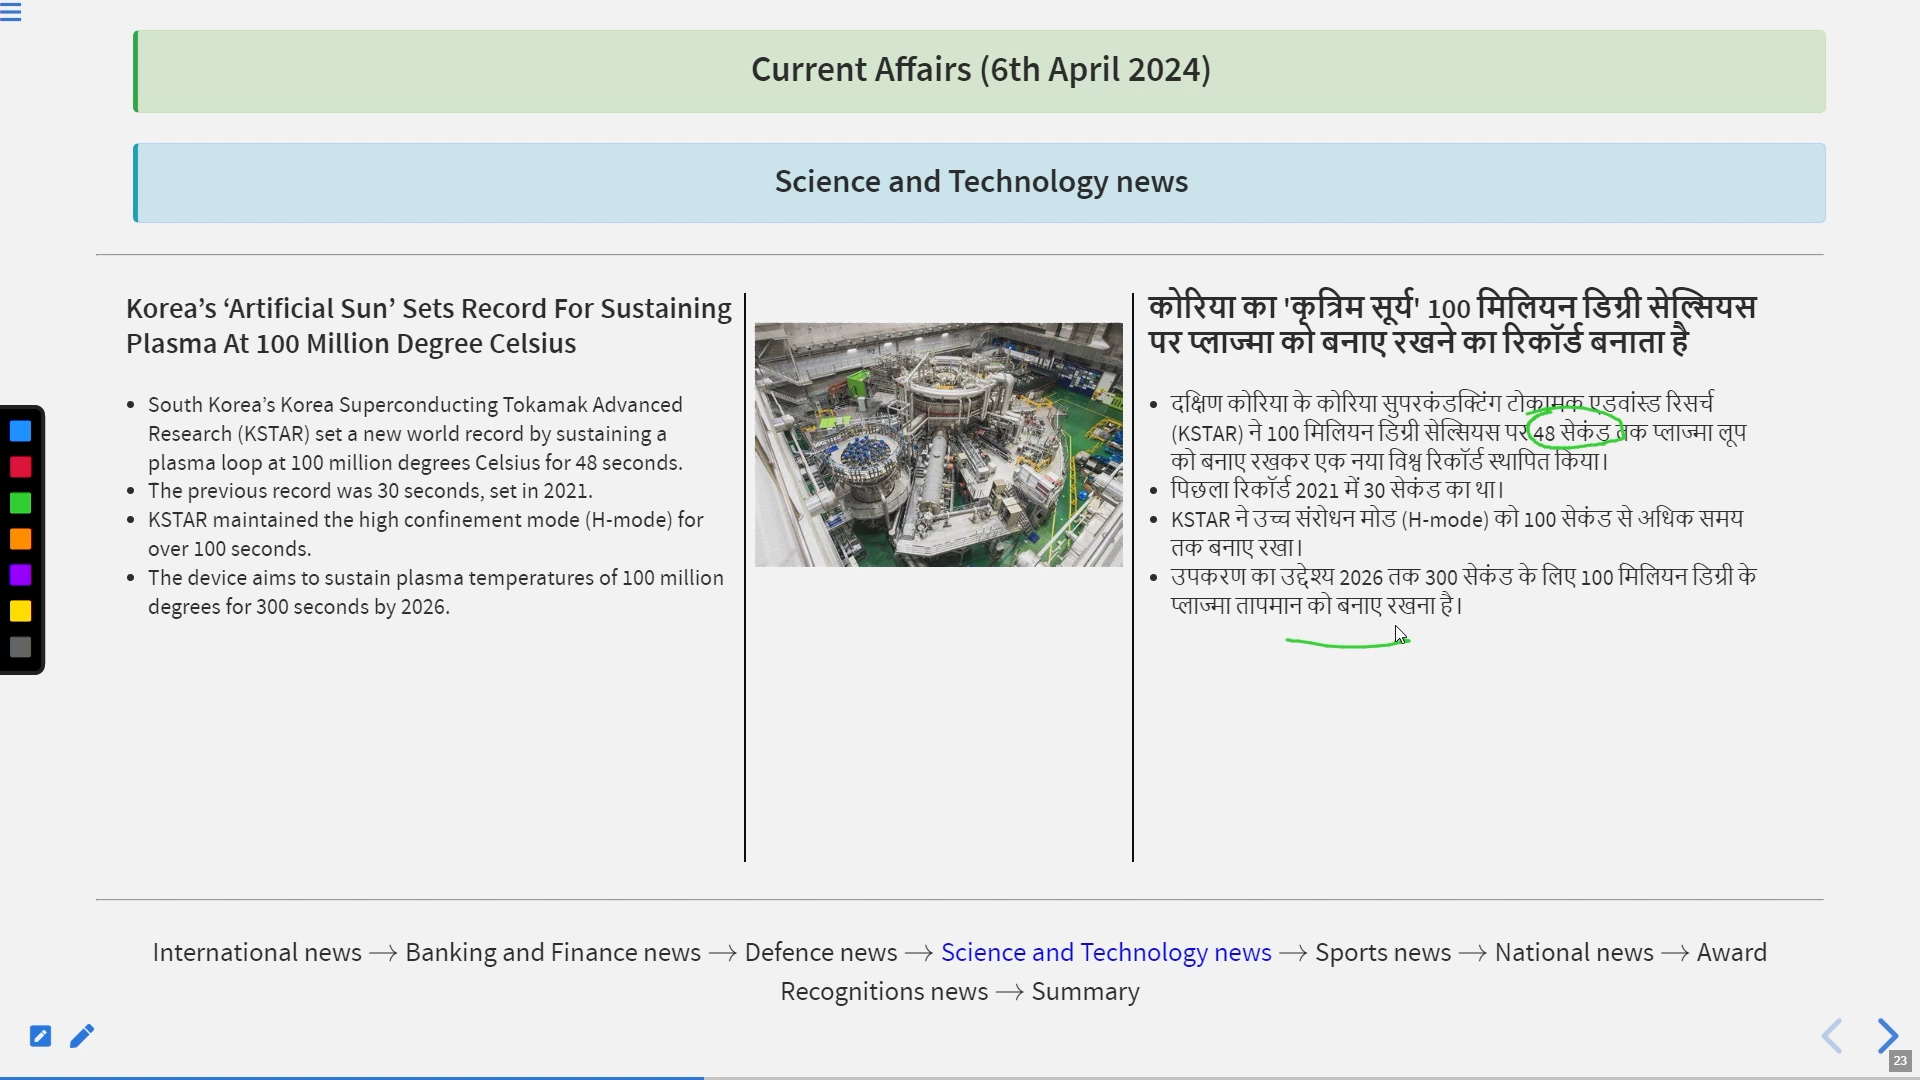 Current Affairs (6th April 2024)
Science and Technology news
Korea’s ‘Artificial Sun’ Sets Record For Sustaining
Plasma At 100 Million Degree Celsius
• South Korea’s Korea Superconducting Tokamak Advanced
Research (KSTAR) set a new world record by sustaining a
plasma loop at 100 million degrees Celsius for 48 seconds.
• The previous record was 30 seconds, set in 2021.
• KSTAR maintained the high confinement mode (H-mode) for
over 100 seconds.
• The device aims to sustain plasma temperatures of 100 million
degrees for 300 seconds by 2026.
कोरिया का 'कृत्रिम सूर्य' 100 मिलियन डिग्री सेल्सियस
पर प्लाज्मा को बनाए रखने का रिकॉर्ड बनाता है
• दक्षिण कोरिया के कोरिया सुपरकंडक्टिंग टोकामक एडवांस्ड रिसर्च
(KSTAR) ने 100 मिलियन डिग्री सेल्सियस पर 48 सेकंड तक प्लाज्मा लूप
को बनाए रखकर एक नया विश्व रिकॉर्ड स्थापित किया।
• पिछला रिकॉर्ड 2021 में 30 सेकंड का था।
• KSTAR ने उच्च संरोधन मोड (H-mode) को 100 सेकंड से अधिक समय
तक बनाए रखा।
• उपकरण का उद्देश्य 2026 तक 300 सेकंड के लिए 100 मिलियन डिग्री के
प्लाज्मा तापमान को बनाए रखना है।
International news → Banking and Finance news → Defence news → Science and Technology news → Sports news → National news → Award
Recognitions news → Summary
23